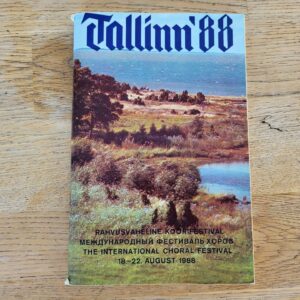 Tallinn'88
RAHVUSVAHELINE KOORIFESTIVAL
МЕЖДУНАРОДНЫЙ ФЕСТИВАЛЬ ХОРОВ
THE INTERNATIONAL CHORAL FESTIVAL
18–22. AUGUST 1988